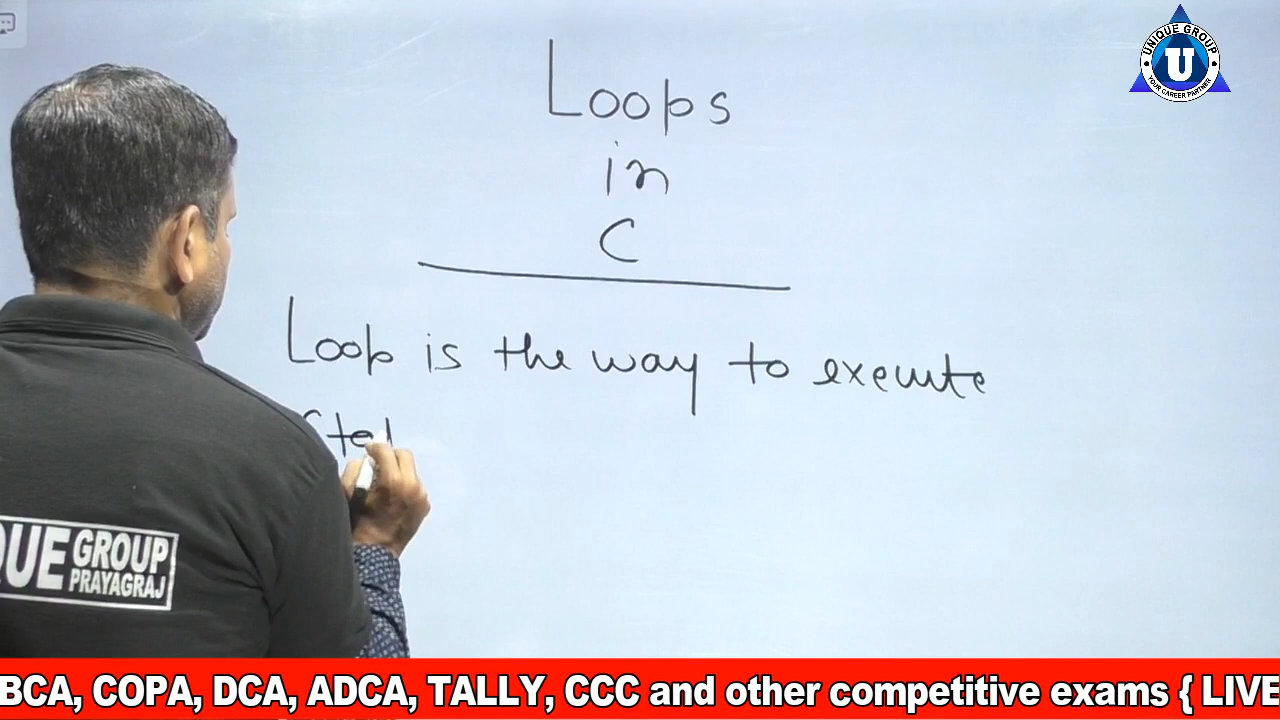 Loops
in
C
Loop is the way to execute
UNIQUE GROUP
U
YOUR CAREER PARTNER
QUE GROUP
PRAYAGRAJ
BCA, COPA, DCA, ADCA, TALLY, CCC and other competitive exams { LIVE